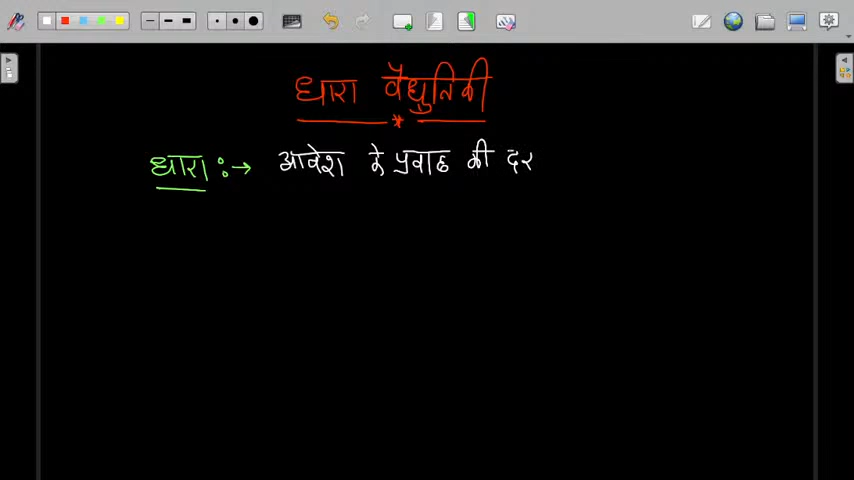 धारा वैद्युतिकी
धारा :→ आवेश के प्रवाह की दर